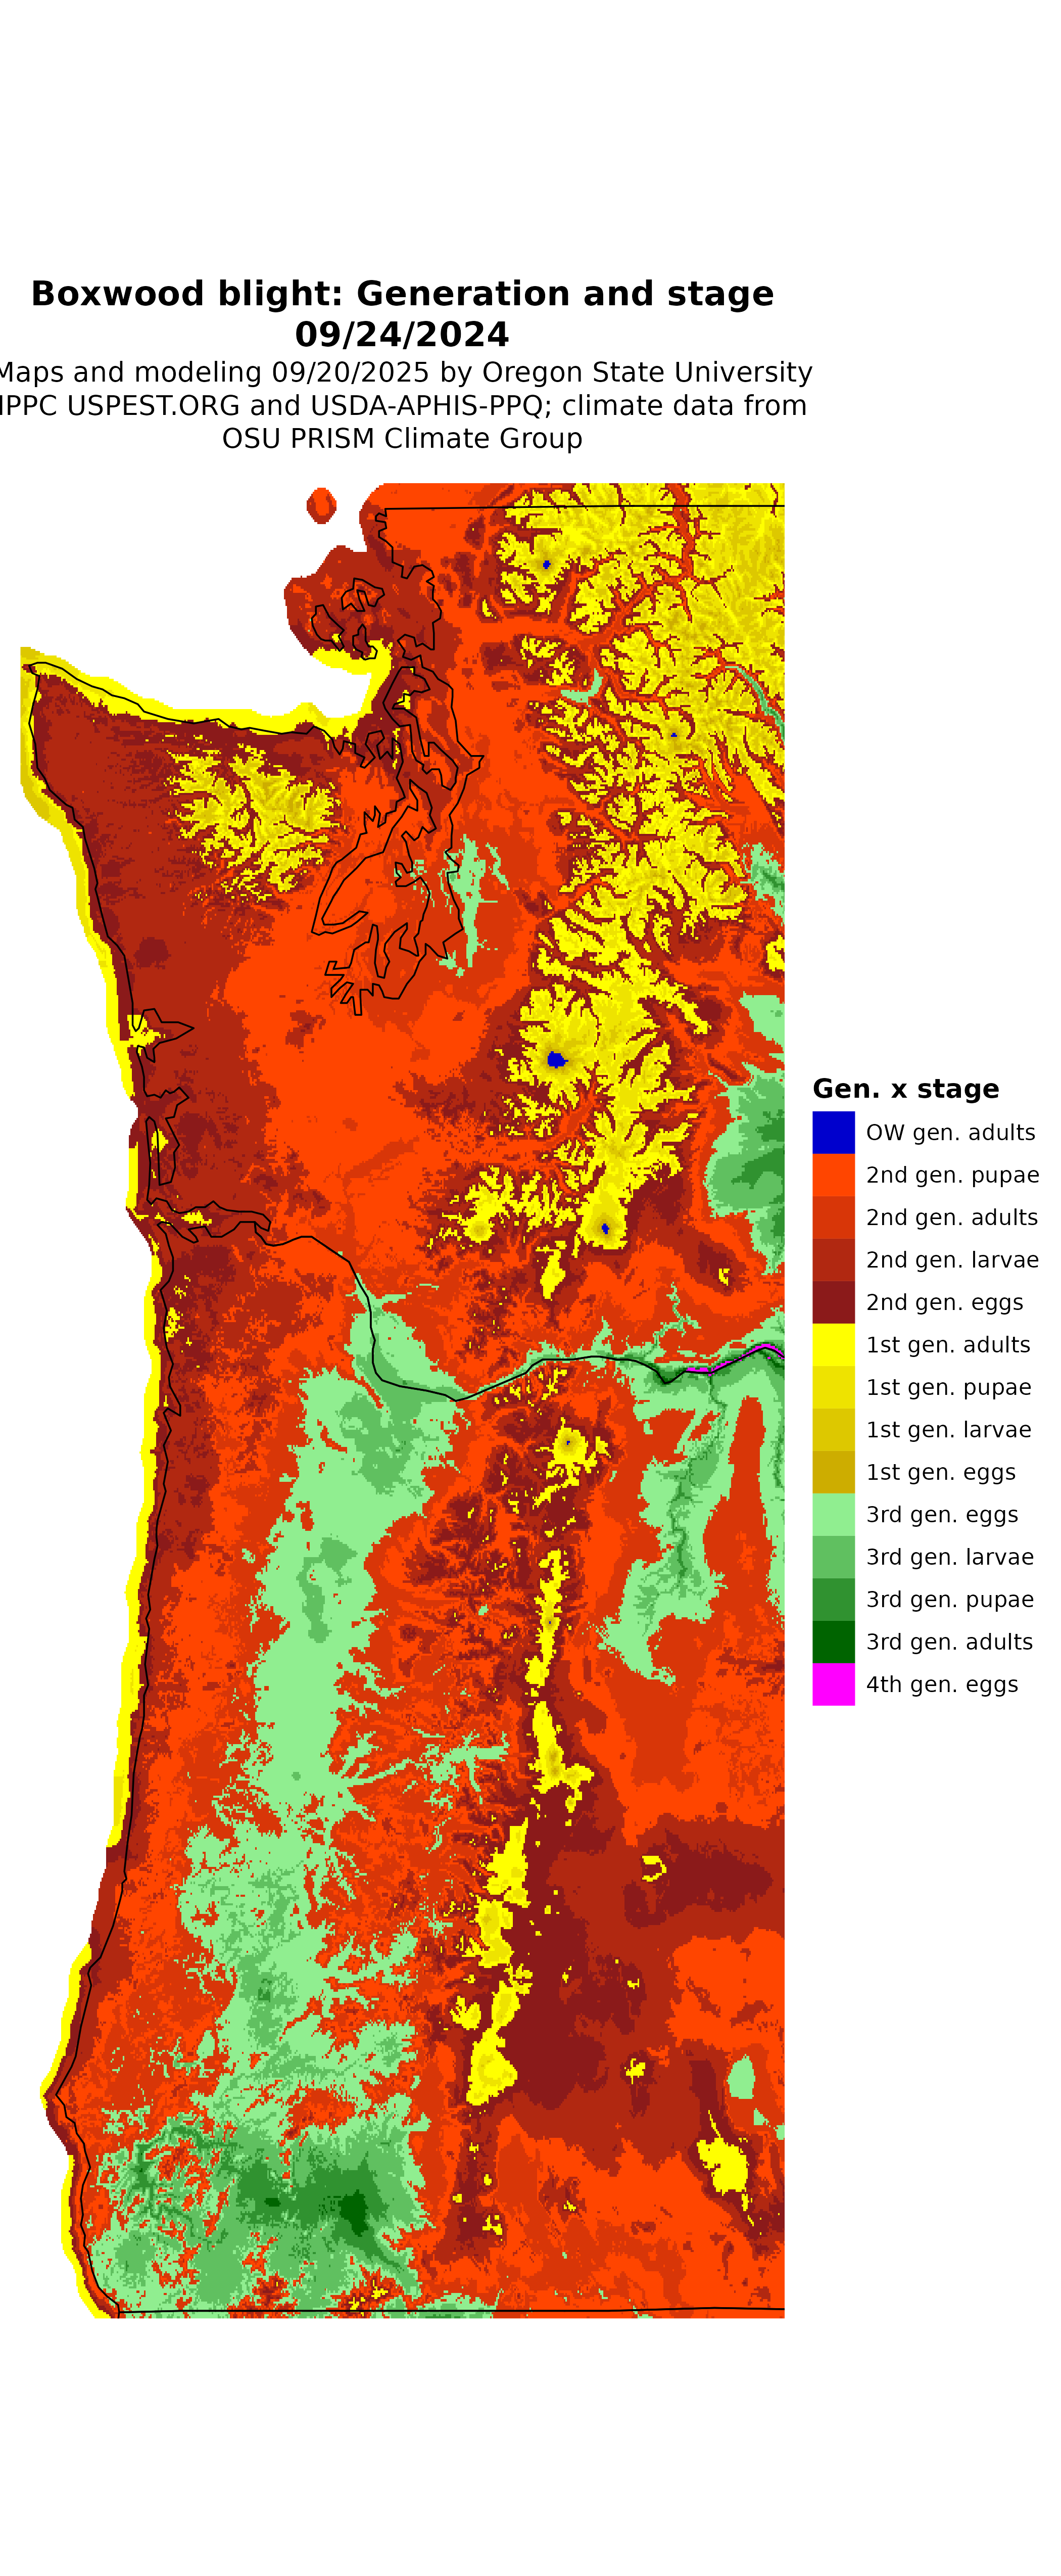 Boxwood blight: Generation and stage
09/24/2024
Maps and modeling 09/20/2025 by Oregon State University
IPPC USPEST.ORG and USDA-APHIS-PPQ; climate data from
OSU PRISM Climate Group
Gen. x stage
OW gen. adults
2nd gen. pupae
2nd gen. adults
2nd gen. larvae
2nd gen. eggs
1st gen. adults
1st gen. pupae
1st gen. larvae
1st gen. eggs
3rd gen. eggs
3rd gen. larvae
3rd gen. pupae
3rd gen. adults
4th gen. eggs